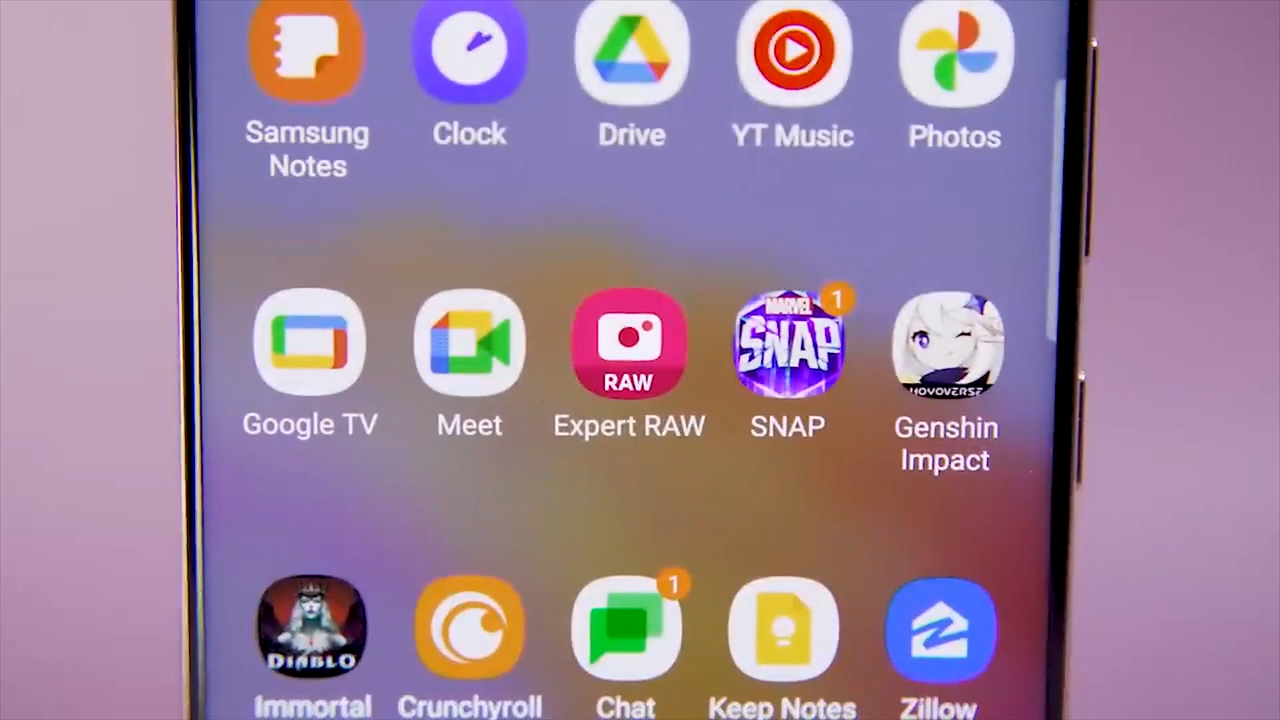 Samsung
Notes
Clock
Drive
YT Music
Photos
MARVEL
SNAP
1
HOYOVERSE
RAW
Google TV
Meet
Expert RAW
SNAP
Genshin
Impact
DIABLO
1
Immortal
Crunchyroll
Chat
Keep Notes
Zillow